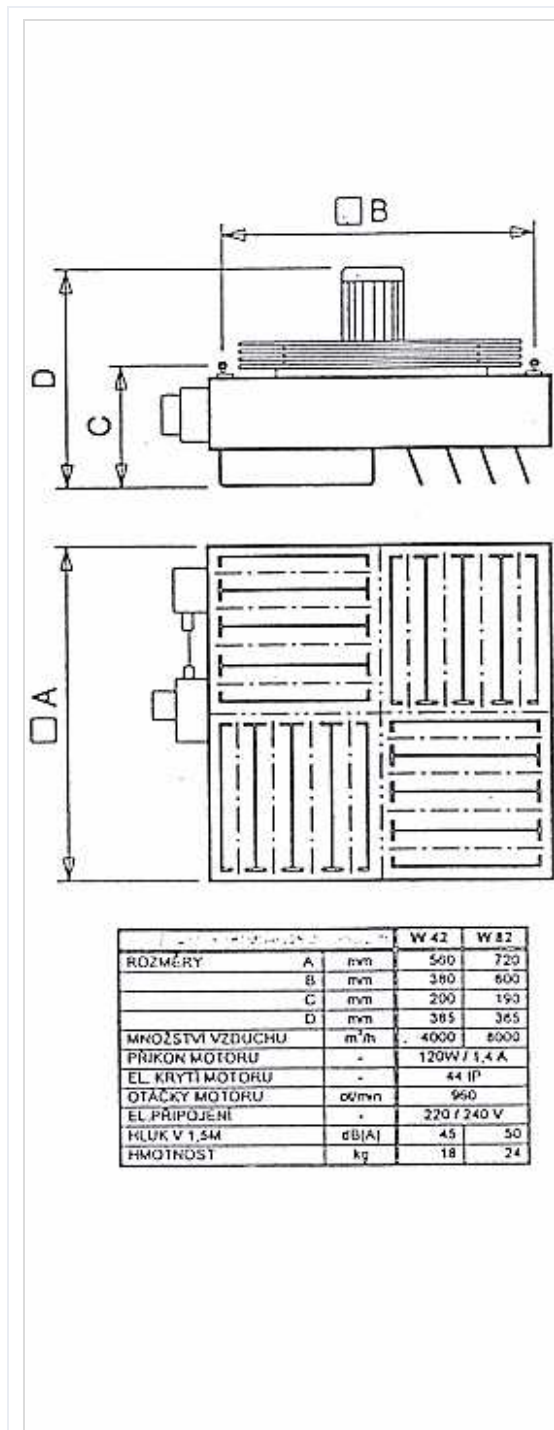 B
D
C
A
W 42 W 82
ROZMĚRY A mm 560 720
B mm 380 600
C mm 200 190
D mm 385 385
MNOŽSTVÍ VZDUCHU m³/h 4000 8000
PŘÍKON MOTORU - 120W / 1,4 A
EL. KRYTÍ MOTORU - 44 IP
OTÁČKY MOTORU ot/min 960
EL.PŘIPOJENÍ - 220 / 240 V
HLUK V 1,5M dB(A) 45 50
HMOTNOST kg 18 24